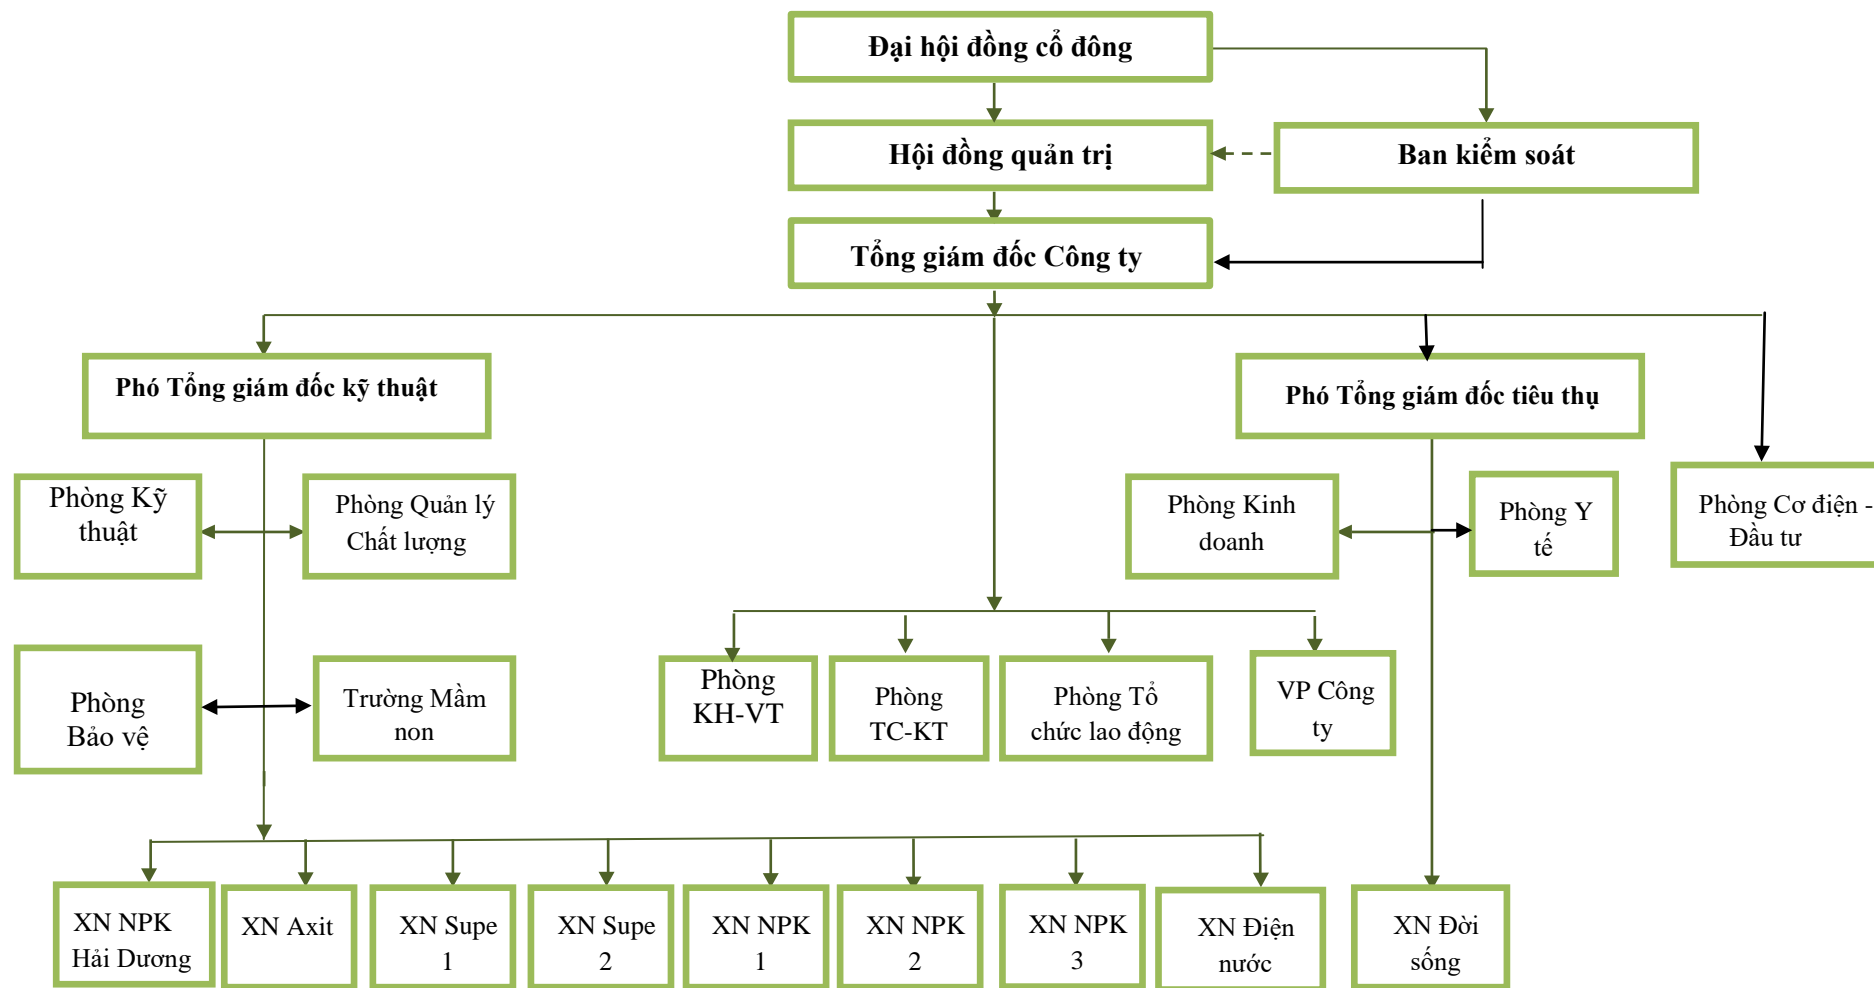 Đại hội đồng cổ đông
Hội đồng quản trị
Ban kiểm soát
Tổng giám đốc Công ty
Phó Tổng giám đốc kỹ thuật
Phó Tổng giám đốc tiêu thụ
Phòng Kỹ
thuật
Phòng Quản lý
Chất lượng
Phòng Kinh
doanh
Phòng Y
tế
Phòng Cơ điện -
Đầu tư
Phòng
Bảo vệ
Trường Mầm
non
Phòng
KH-VT
Phòng
TC-KT
Phòng Tổ
chức lao động
VP Công
ty
XN NPK
Hải Dương
XN Axit
XN Supe
1
XN Supe
2
XN NPK
1
XN NPK
2
XN NPK
3
XN Điện
nước
XN Đời
sống